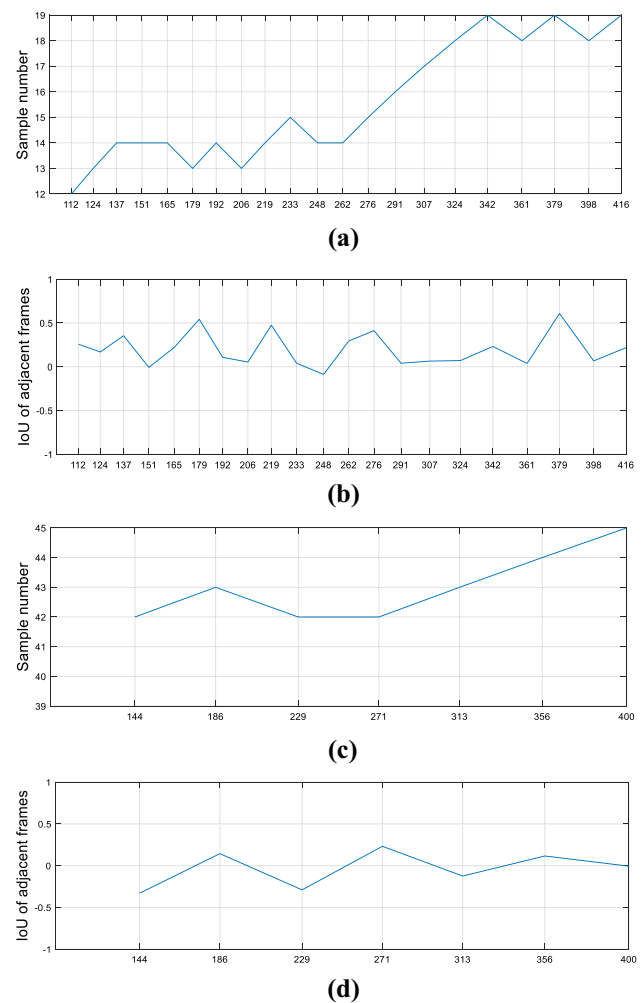 19
18
17
16
15
14
13
12
Sample number
112 124 137 151 165 179 192 206 219 233 248 262 276 291 307 324 342 361 379 398 416
(a)
1
0.5
0
-0.5
-1
IoU of adjacent frames
112 124 137 151 165 179 192 206 219 233 248 262 276 291 307 324 342 361 379 398 416
(b)
45
44
43
42
41
40
39
Sample number
144 186 229 271 313 356 400
(c)
1
0.5
0
-0.5
-1
IoU of adjacent frames
144 186 229 271 313 356 400
(d)